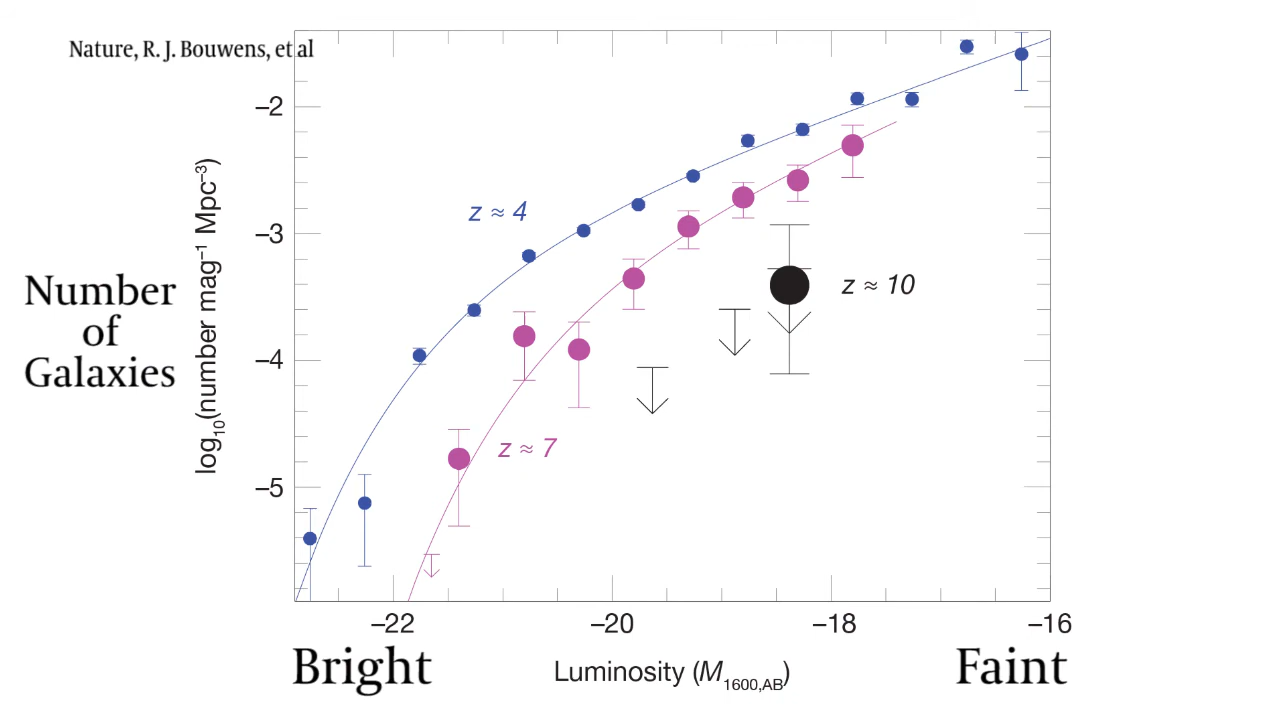 Nature, R. J. Bouwens, et al
Number
of
Galaxies
log10(number mag–1 Mpc–3)
–2
–3
–4
–5
z ≈ 4
z ≈ 7
z ≈ 10
–22
–20
–18
–16
Bright
Luminosity (M1600,AB)
Faint